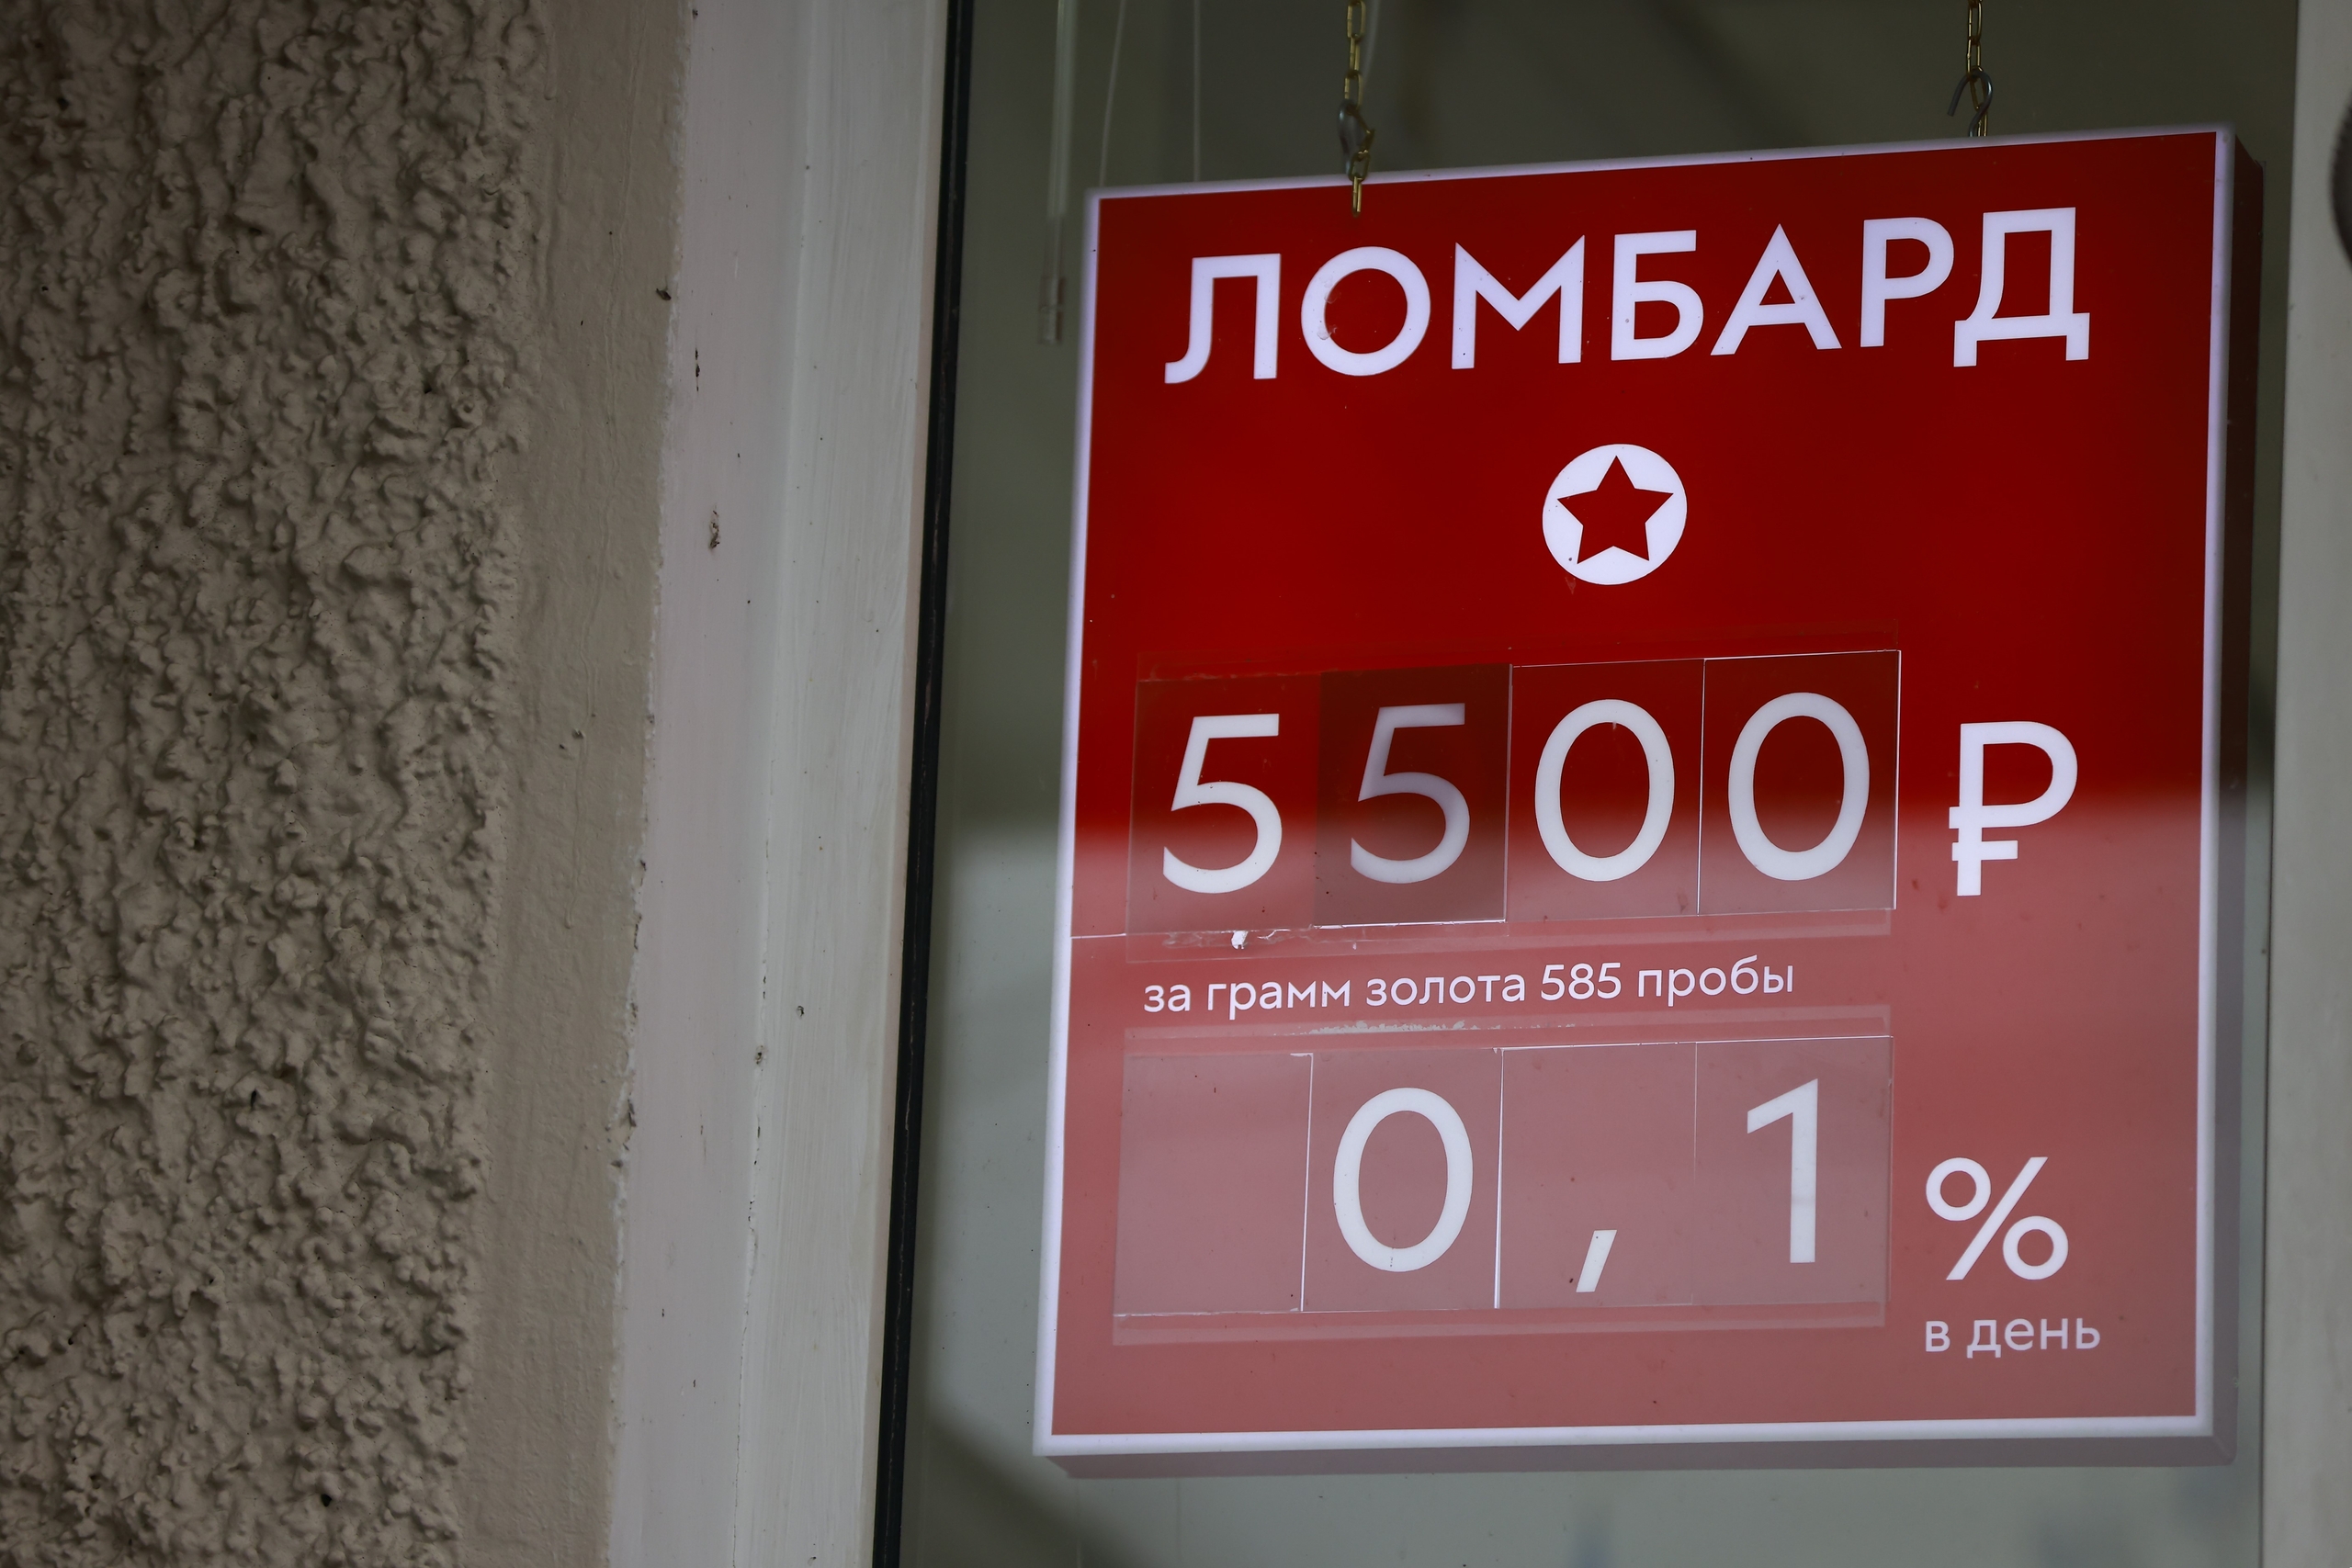 ЛОМБАРД
5500 ₽
за грамм золота 585 пробы
0,1 %
в день